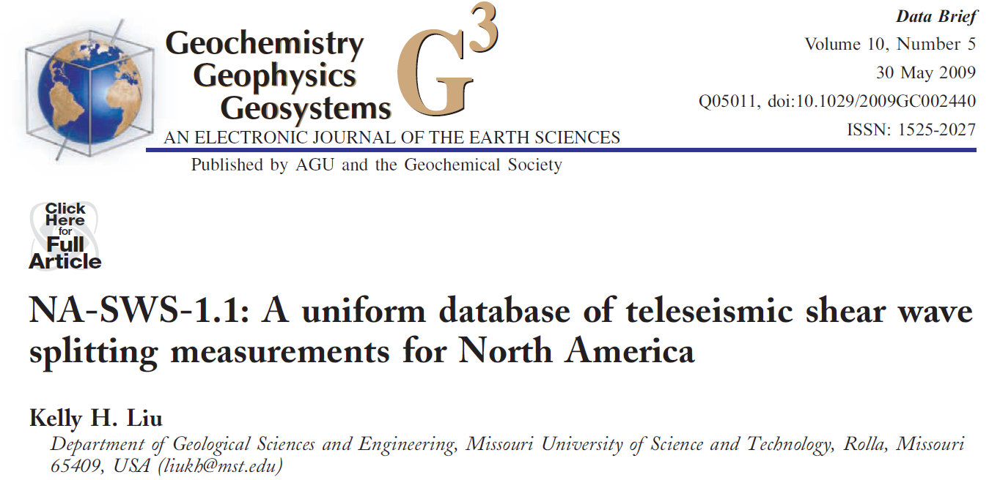 Geochemistry
Geophysics
Geosystems
G3
AN ELECTRONIC JOURNAL OF THE EARTH SCIENCES
Published by AGU and the Geochemical Society
Data Brief
Volume 10, Number 5
30 May 2009
Q05011, doi:10.1029/2009GC002440
ISSN: 1525-2027
Click
Here
for
Full
Article
NA-SWS-1.1: A uniform database of teleseismic shear wave
splitting measurements for North America
Kelly H. Liu
Department of Geological Sciences and Engineering, Missouri University of Science and Technology, Rolla, Missouri
65409, USA (liukh@mst.edu)